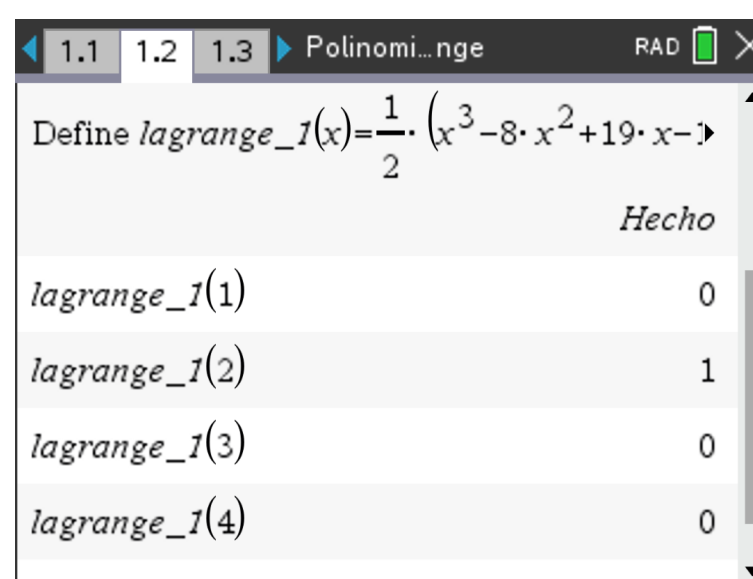 1.1 1.2 1.3 Polinomi...nge RAD
Define lagrange_1(x)=1/2·(x^3-8·x^2+19·x-1
Hecho
lagrange_1(1) 0
lagrange_1(2) 1
lagrange_1(3) 0
lagrange_1(4) 0